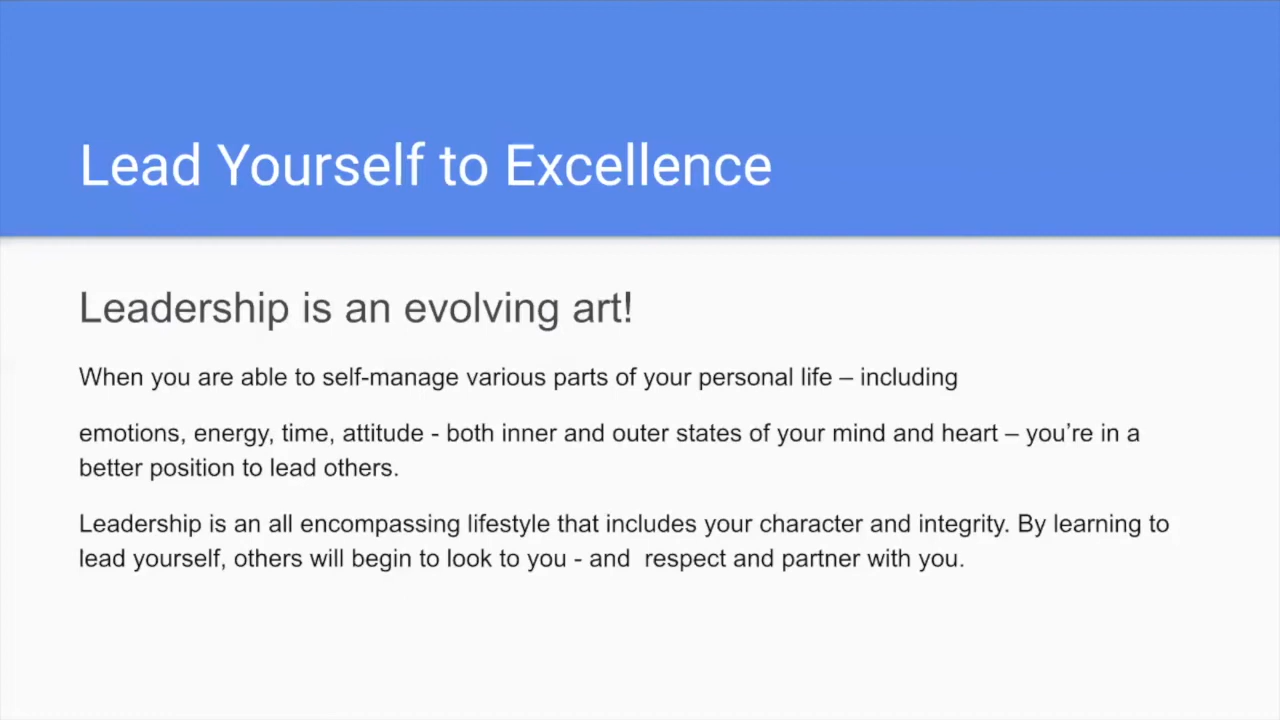 Lead Yourself to Excellence
Leadership is an evolving art!
When you are able to self-manage various parts of your personal life – including
emotions, energy, time, attitude - both inner and outer states of your mind and heart – you’re in a
better position to lead others.
Leadership is an all encompassing lifestyle that includes your character and integrity. By learning to
lead yourself, others will begin to look to you - and  respect and partner with you.